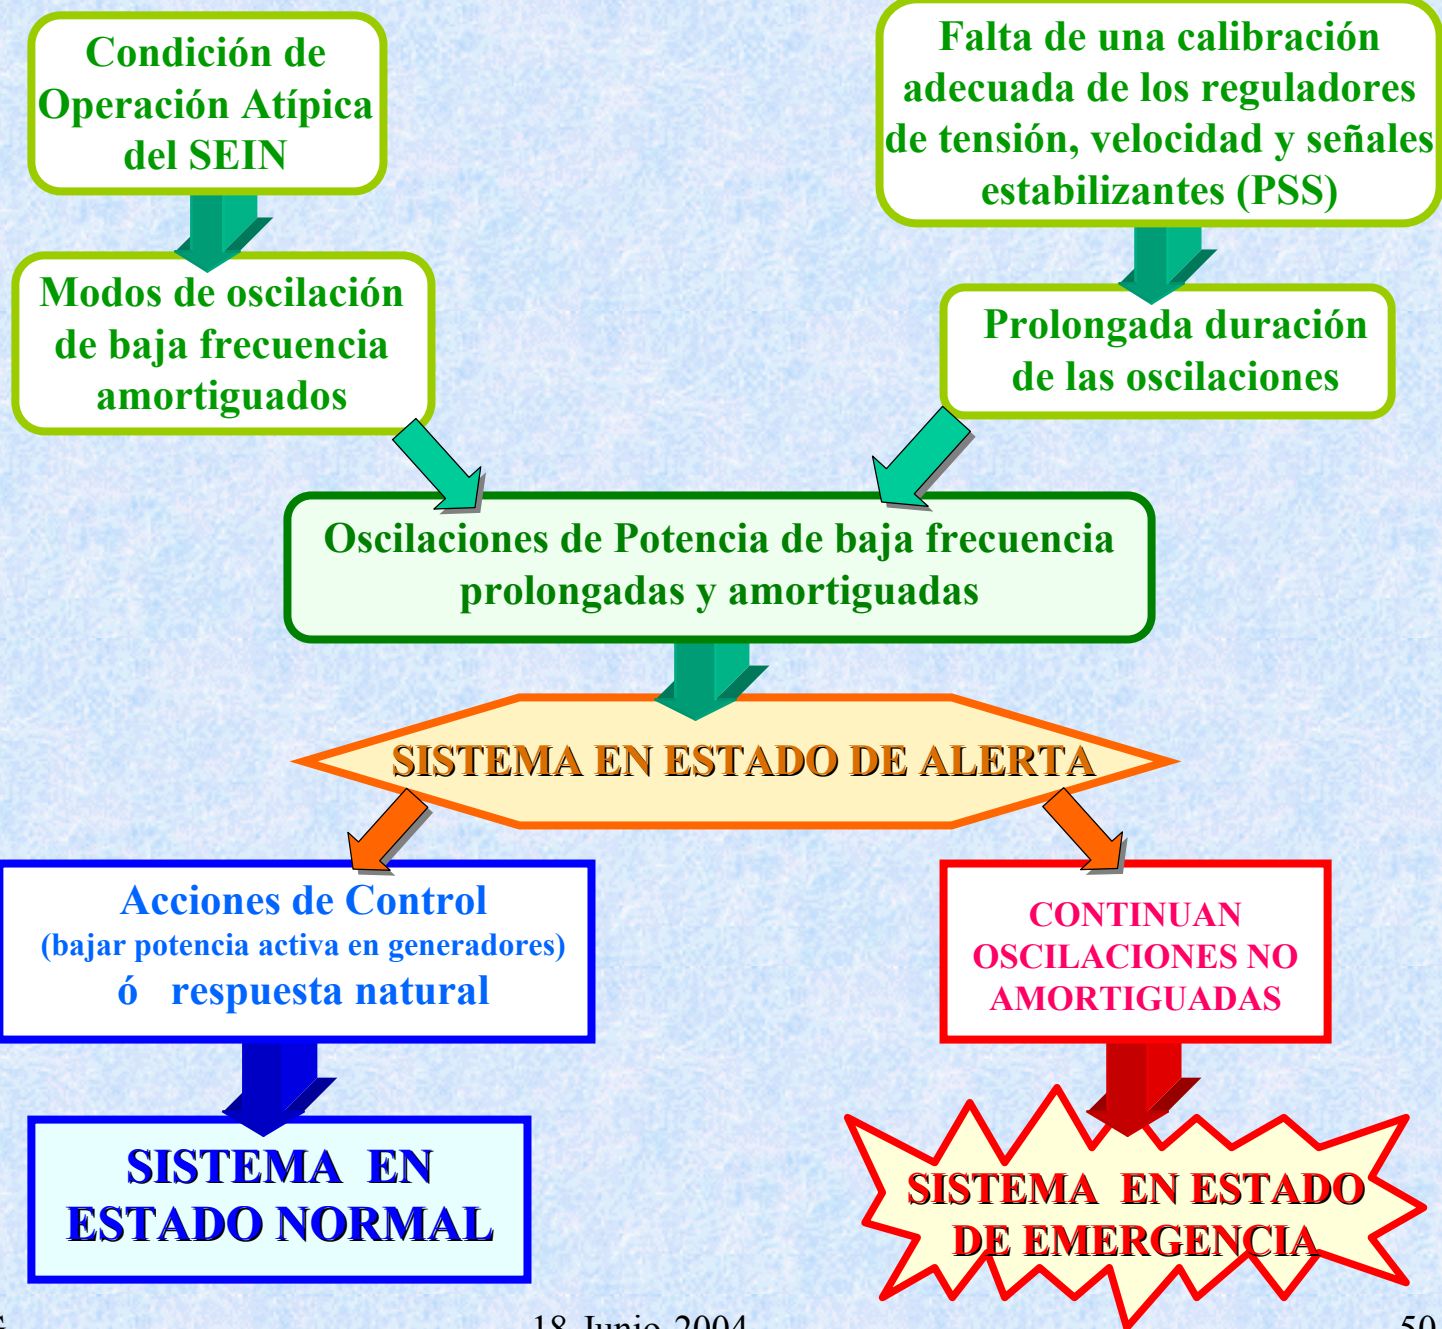 Condición de
Operación Atípica
del SEIN
Falta de una calibración
adecuada de los reguladores
de tensión, velocidad y señales
estabilizantes (PSS)
Modos de oscilación
de baja frecuencia
amortiguados
Prolongada duración
de las oscilaciones
Oscilaciones de Potencia de baja frecuencia
prolongadas y amortiguadas
SISTEMA EN ESTADO DE ALERTA
Acciones de Control
(bajar potencia activa en generadores)
ó respuesta natural
CONTINUAN
OSCILACIONES NO
AMORTIGUADAS
SISTEMA EN
ESTADO NORMAL
SISTEMA EN ESTADO
DE EMERGENCIA
18 Junio 2004
50